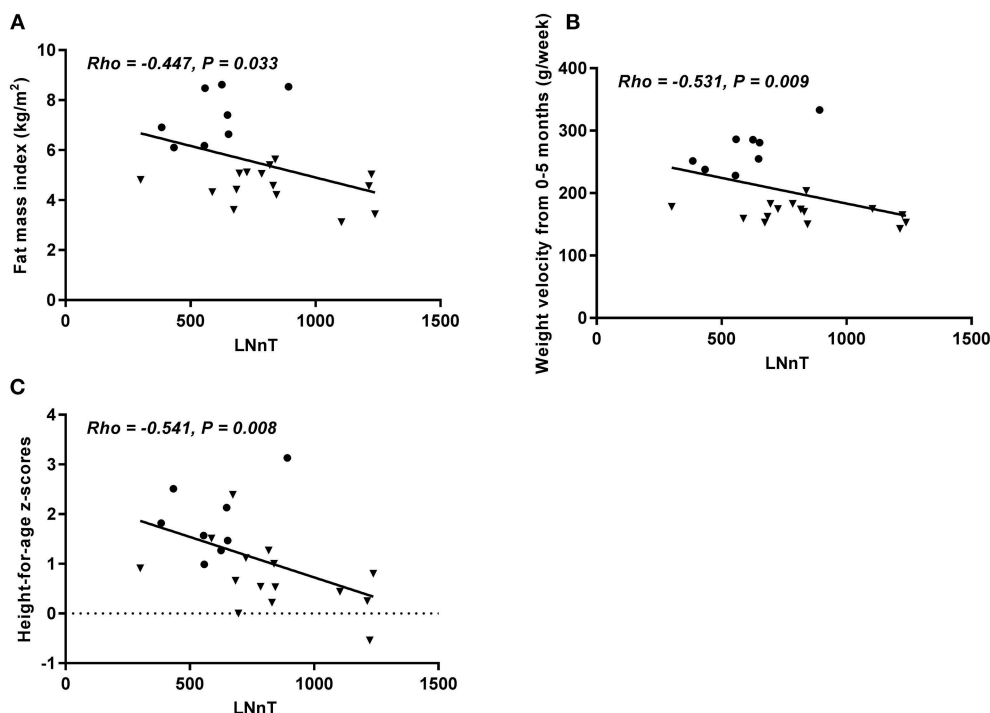 A
Rho = -0.447, P = 0.033
Fat mass index (kg/m²)
10
8
6
4
2
0
0 500 1000 1500
LNnT
B
Rho = -0.531, P = 0.009
Weight velocity from 0-5 months (g/week)
400
300
200
100
0
0 500 1000 1500
LNnT
C
Rho = -0.541, P = 0.008
Height-for-age z-scores
4
3
2
1
0
-1
0 500 1000 1500
LNnT